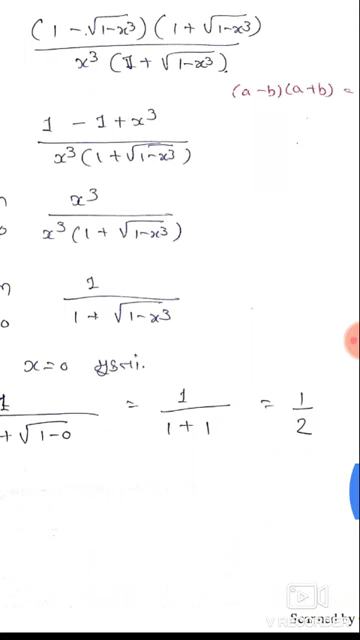 (1 - √1-x³) (1 + √1-x³)
x³ (1 + √1-x³)
(a-b)(a+b) =
1 - 1 + x³
x³ (1 + √1-x³)
x³
x³ (1 + √1-x³)
1
1 + √1-x³
x=0
1 = 1 = 1
+ √1-0 1 + 1 2
Scanned by